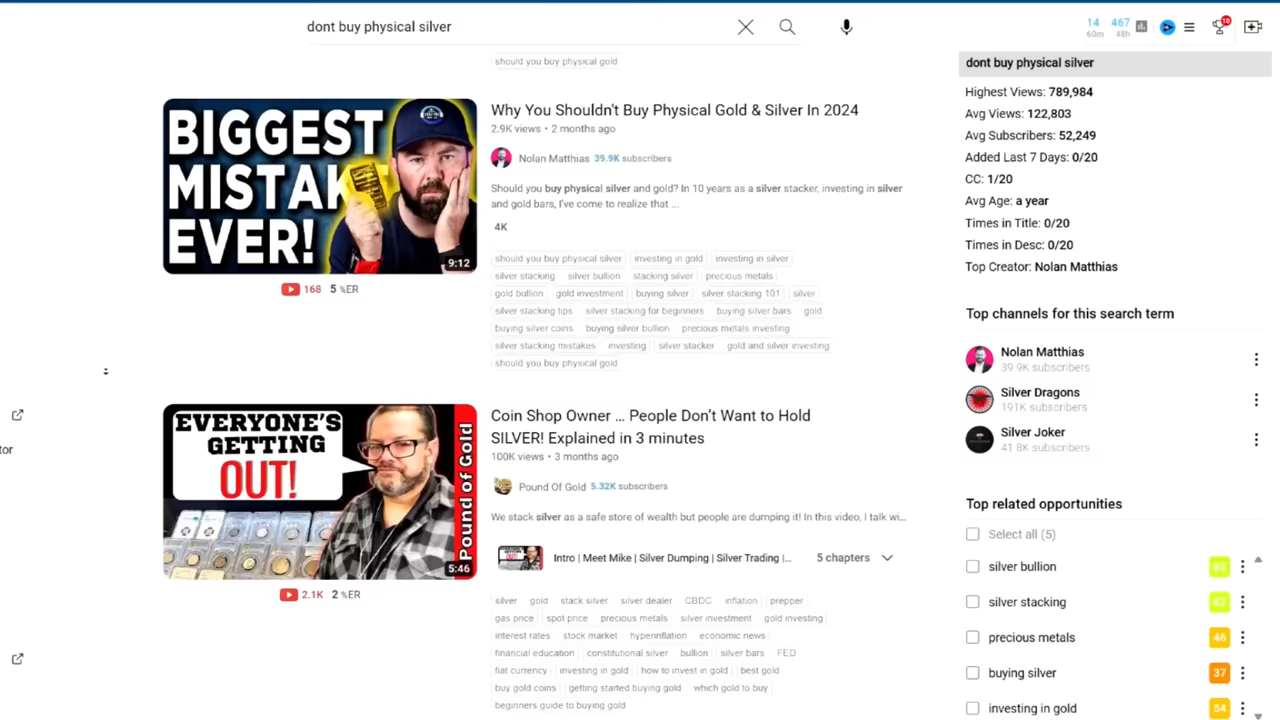 dont buy physical silver
14 467
60m 48h
10
should you buy physical gold
BIGGEST
MISTAK
EVER!
9:12
168 5 %ER
Why You Shouldn't Buy Physical Gold & Silver In 2024
2.9K views • 2 months ago
Nolan Matthias 39.9K subscribers
Should you buy physical silver and gold? In 10 years as a silver stacker, investing in silver
and gold bars, I've come to realize that ...
4K
should you buy physical silver investing in gold investing in silver
silver stacking silver bullion stacking silver precious metals
gold bullion gold investment buying silver silver stacking 101 silver
silver stacking tips silver stacking for beginners buying silver bars gold
buying silver coins buying silver bullion precious metals investing
silver stacking mistakes investing silver stacker gold and silver investing
should you buy physical gold
tor
EVERYONE'S
GETTING
OUT!
Pound of Gold
5:46
2.1K 2 %ER
Coin Shop Owner ... People Don't Want to Hold
SILVER! Explained in 3 minutes
100K views • 3 months ago
Pound Of Gold 5.32K subscribers
We stack silver as a safe store of wealth but people are dumping it! In this video, I talk wi...
Intro | Meet Mike | Silver Dumping | Silver Trading |... 5 chapters
silver gold stack silver silver dealer CBDC inflation prepper
gas price spot price precious metals silver investment gold investing
interest rates stock market hyperinflation economic news
financial education constitutional silver bullion silver bars FED
fiat currency investing in gold how to invest in gold best gold
buy gold coins getting started buying gold which gold to buy
beginners guide to buying gold
dont buy physical silver
Highest Views: 789,984
Avg Views: 122,803
Avg Subscribers: 52,249
Added Last 7 Days: 0/20
CC: 1/20
Avg Age: a year
Times in Title: 0/20
Times in Desc: 0/20
Top Creator: Nolan Matthias
Top channels for this search term
Nolan Matthias
39.9K subscribers
Silver Dragons
191K subscribers
Silver Joker
41.8K subscribers
Top related opportunities
Select all (5)
silver bullion
silver stacking
precious metals 46
buying silver 37
investing in gold 54